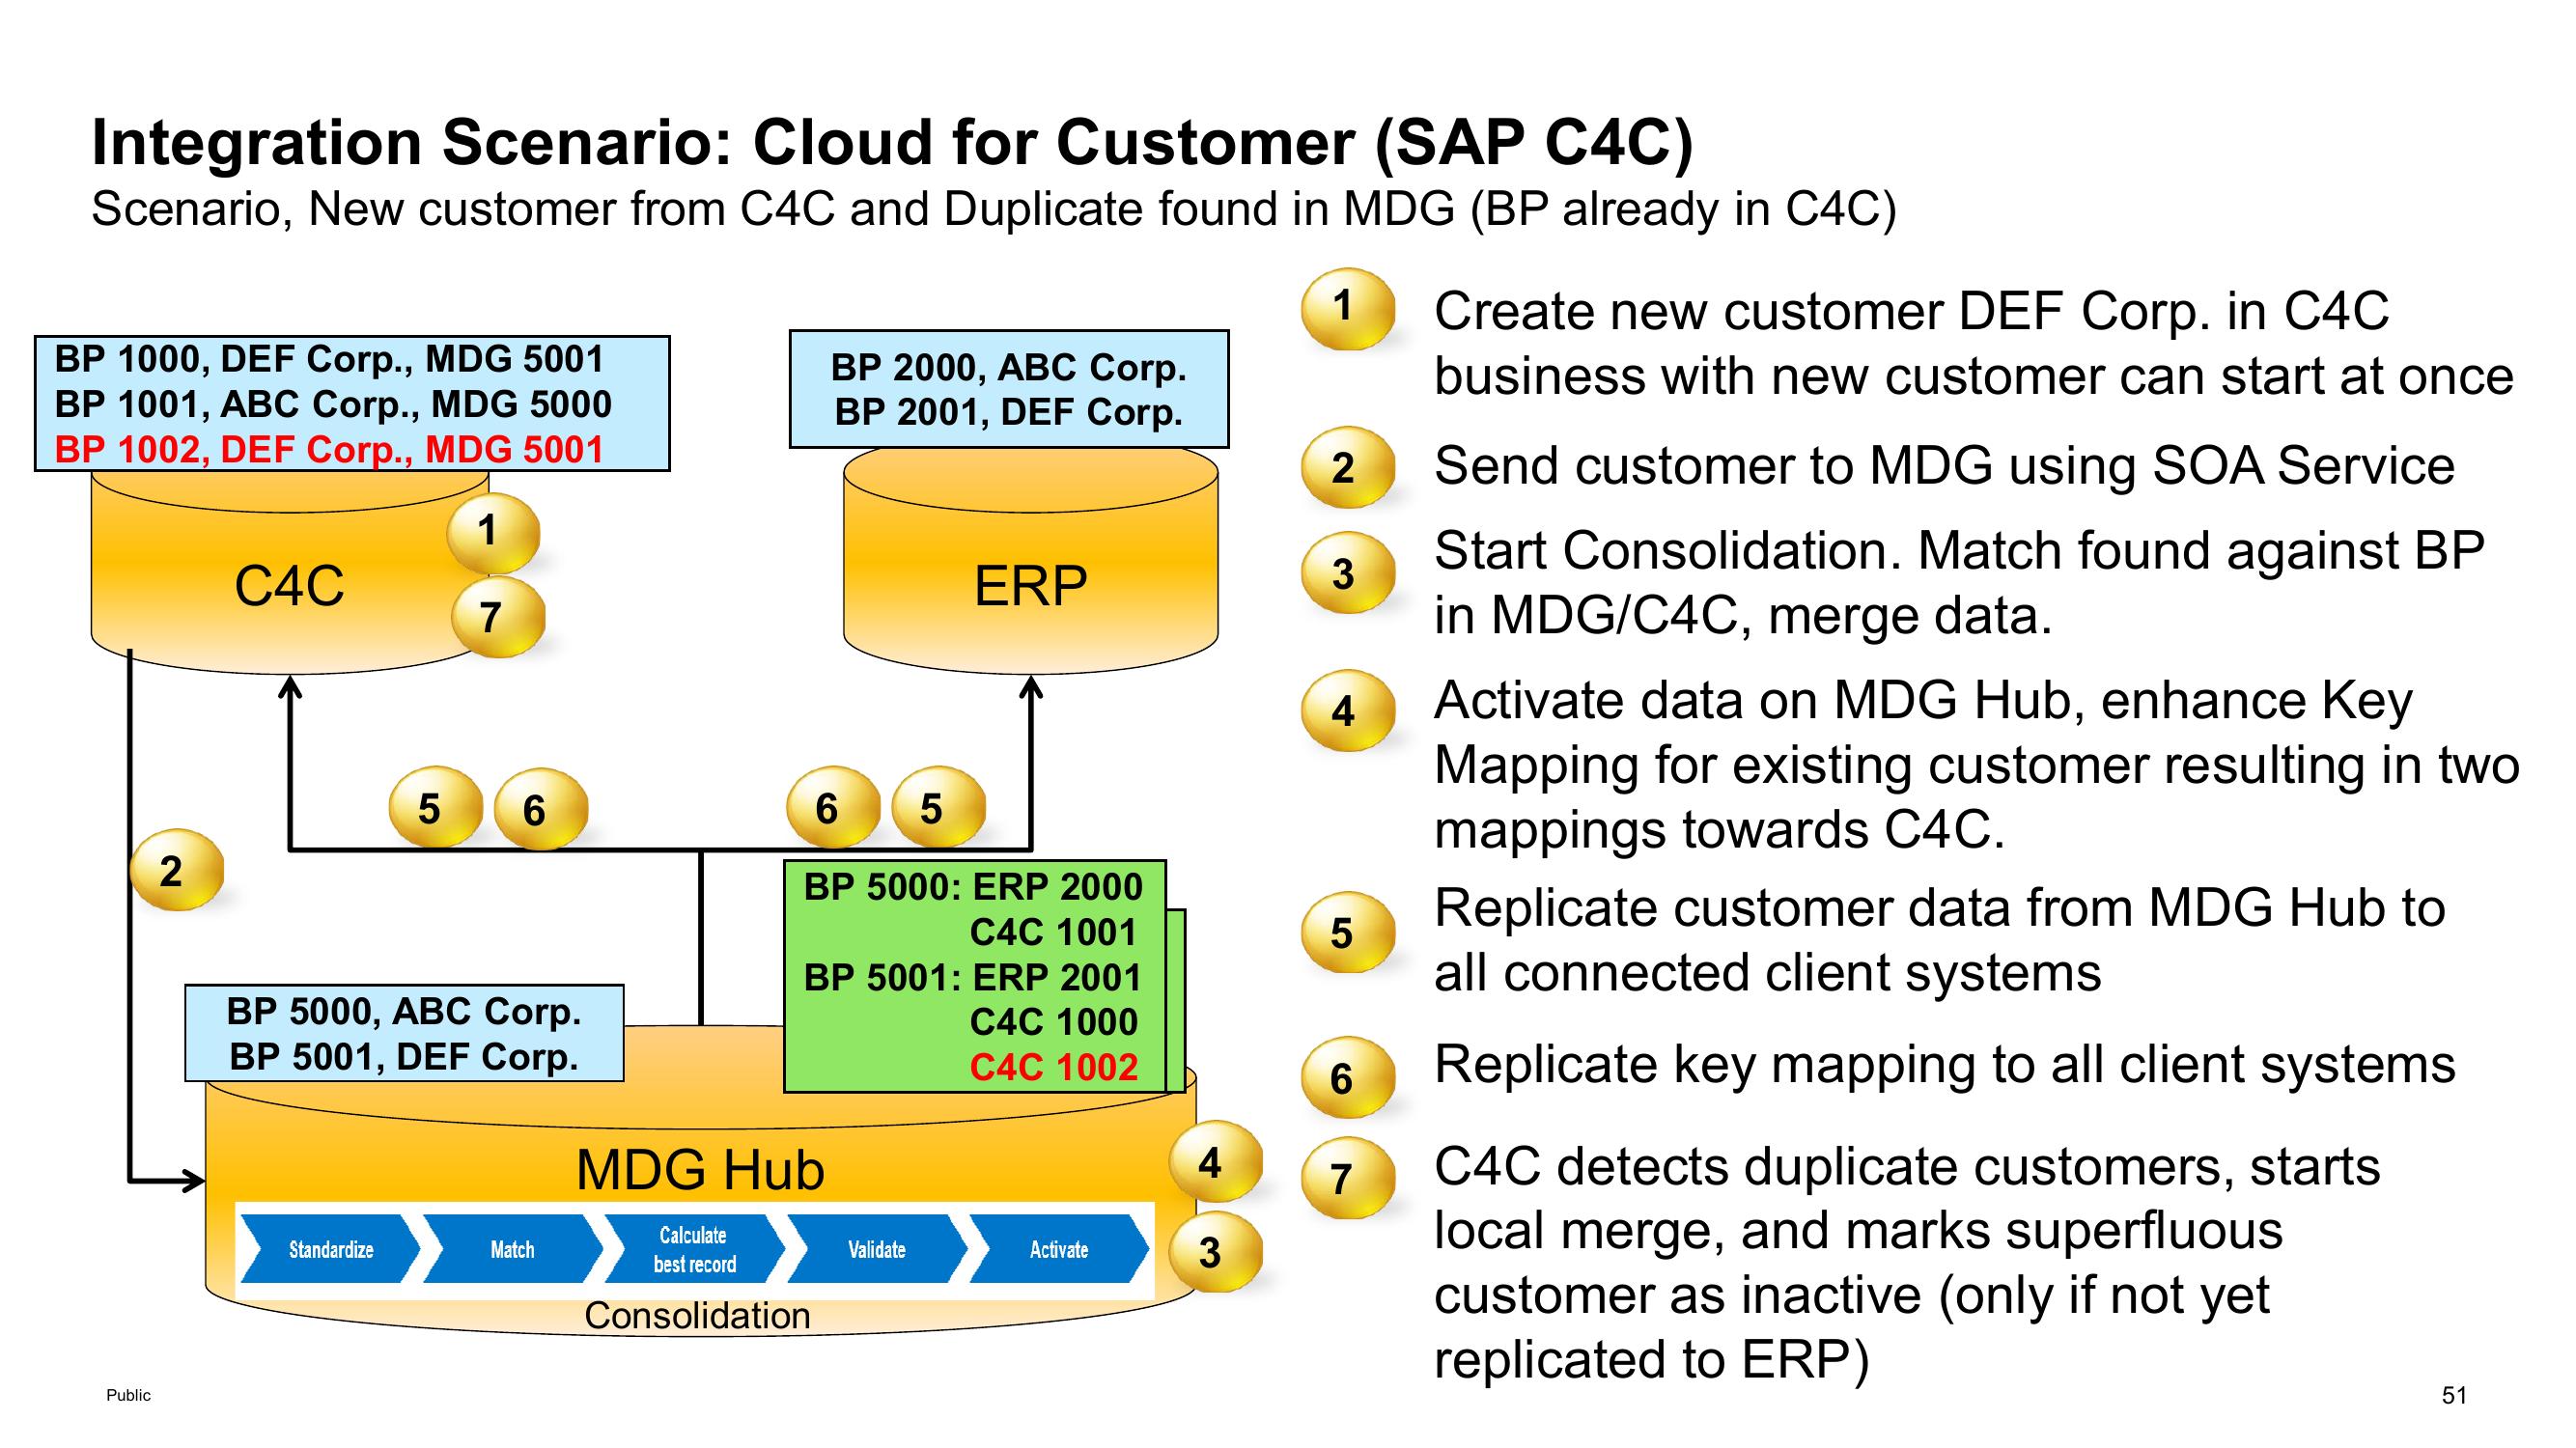 Integration Scenario: Cloud for Customer (SAP C4C)
Scenario, New customer from C4C and Duplicate found in MDG (BP already in C4C)
BP 1000, DEF Corp., MDG 5001
BP 1001, ABC Corp., MDG 5000
BP 1002, DEF Corp., MDG 5001
BP 2000, ABC Corp.
BP 2001, DEF Corp.
C4C
1
7
ERP
5
6
6
5
2
BP 5000: ERP 2000
C4C 1001
BP 5001: ERP 2001
C4C 1000
C4C 1002
BP 5000, ABC Corp.
BP 5001, DEF Corp.
MDG Hub
4
3
Standardize
Match
Calculate
best record
Validate
Activate
Consolidation
1
Create new customer DEF Corp. in C4C
business with new customer can start at once
2
Send customer to MDG using SOA Service
3
Start Consolidation. Match found against BP
in MDG/C4C, merge data.
4
Activate data on MDG Hub, enhance Key
Mapping for existing customer resulting in two
mappings towards C4C.
5
Replicate customer data from MDG Hub to
all connected client systems
6
Replicate key mapping to all client systems
7
C4C detects duplicate customers, starts
local merge, and marks superfluous
customer as inactive (only if not yet
replicated to ERP)
Public
51